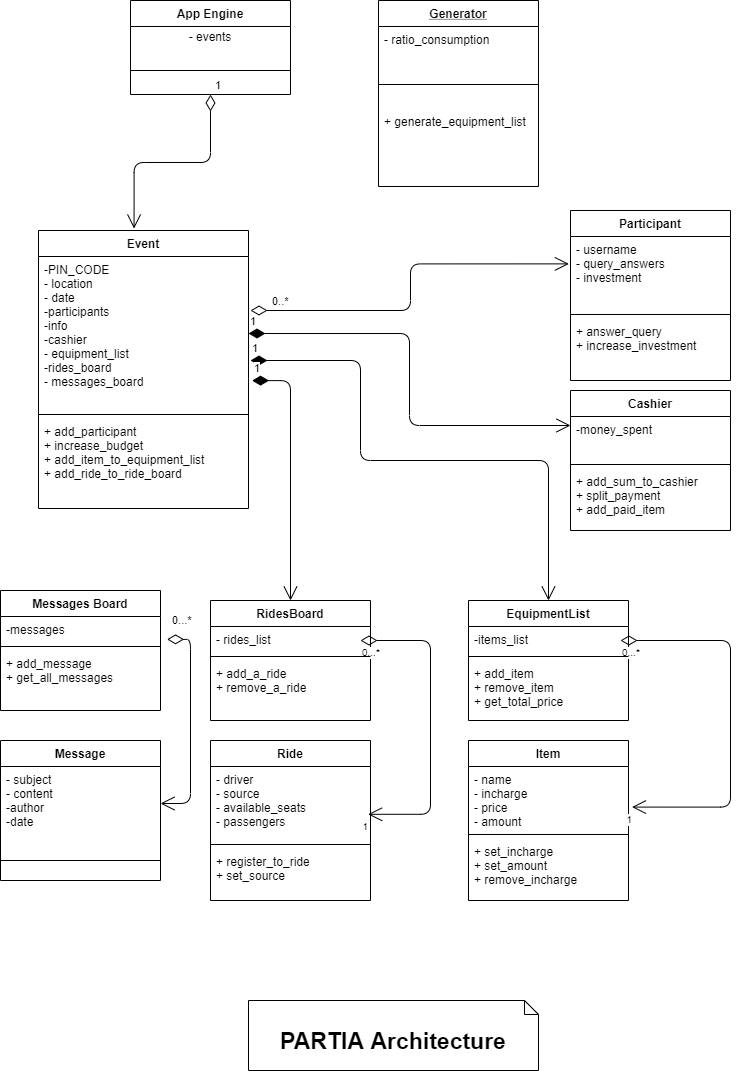 App Engine
- events
1
Generator
- ratio_consumption
+ generate_equipment_list
Event
-PIN_CODE
- location
- date
-participants
-info
-cashier
- equipment_list
-rides_board
- messages_board
+ add_participant
+ increase_budget
+ add_item_to_equipment_list
+ add_ride_to_ride_board
0...*
1
1
1
Participant
- username
- query_answers
- investment
+ answer_query
+ increase_investment
Cashier
-money_spent
+ add_sum_to_cashier
+ split_payment
+ add_paid_item
Messages Board
-messages
+ add_message
+ get_all_messages
0...*
RidesBoard
- rides_list
+ add_a_ride
+ remove_a_ride
0...*
EquipmentList
-items_list
+ add_item
+ remove_item
+ get_total_price
0...*
Message
- subject
- content
-author
-date
Ride
- driver
- source
- available_seats
- passengers
+ register_to_ride
+ set_source
1
Item
- name
- incharge
- price
- amount
+ set_incharge
+ set_amount
+ remove_incharge
1
PARTIA Architecture